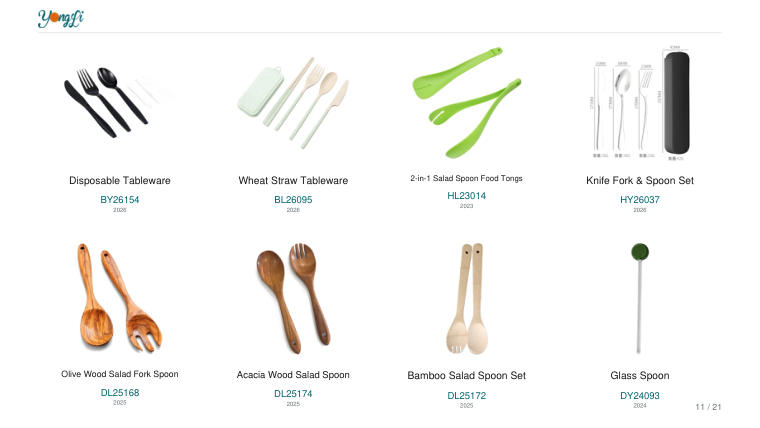 YongLi
Disposable Tableware
BY26154
2026
Wheat Straw Tableware
BL26095
2026
2-in-1 Salad Spoon Food Tongs
HL23014
2023
Knife Fork & Spoon Set
HY26037
2026
Olive Wood Salad Fork Spoon
DL25168
2025
Acacia Wood Salad Spoon
DL25174
2025
Bamboo Salad Spoon Set
DL25172
2025
Glass Spoon
DY24093
2024
11 / 21